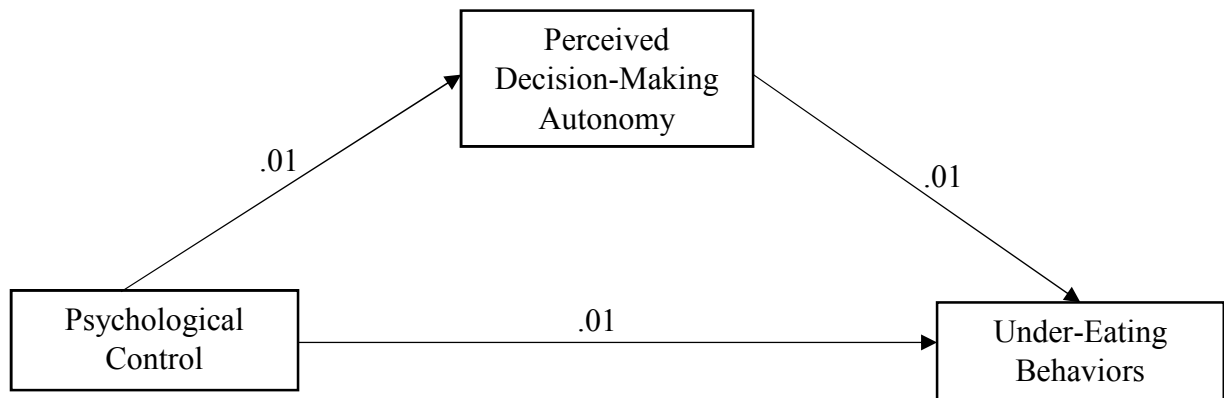 Perceived
Decision-Making
Autonomy
.01
.01
Psychological
Control
.01
Under-Eating
Behaviors